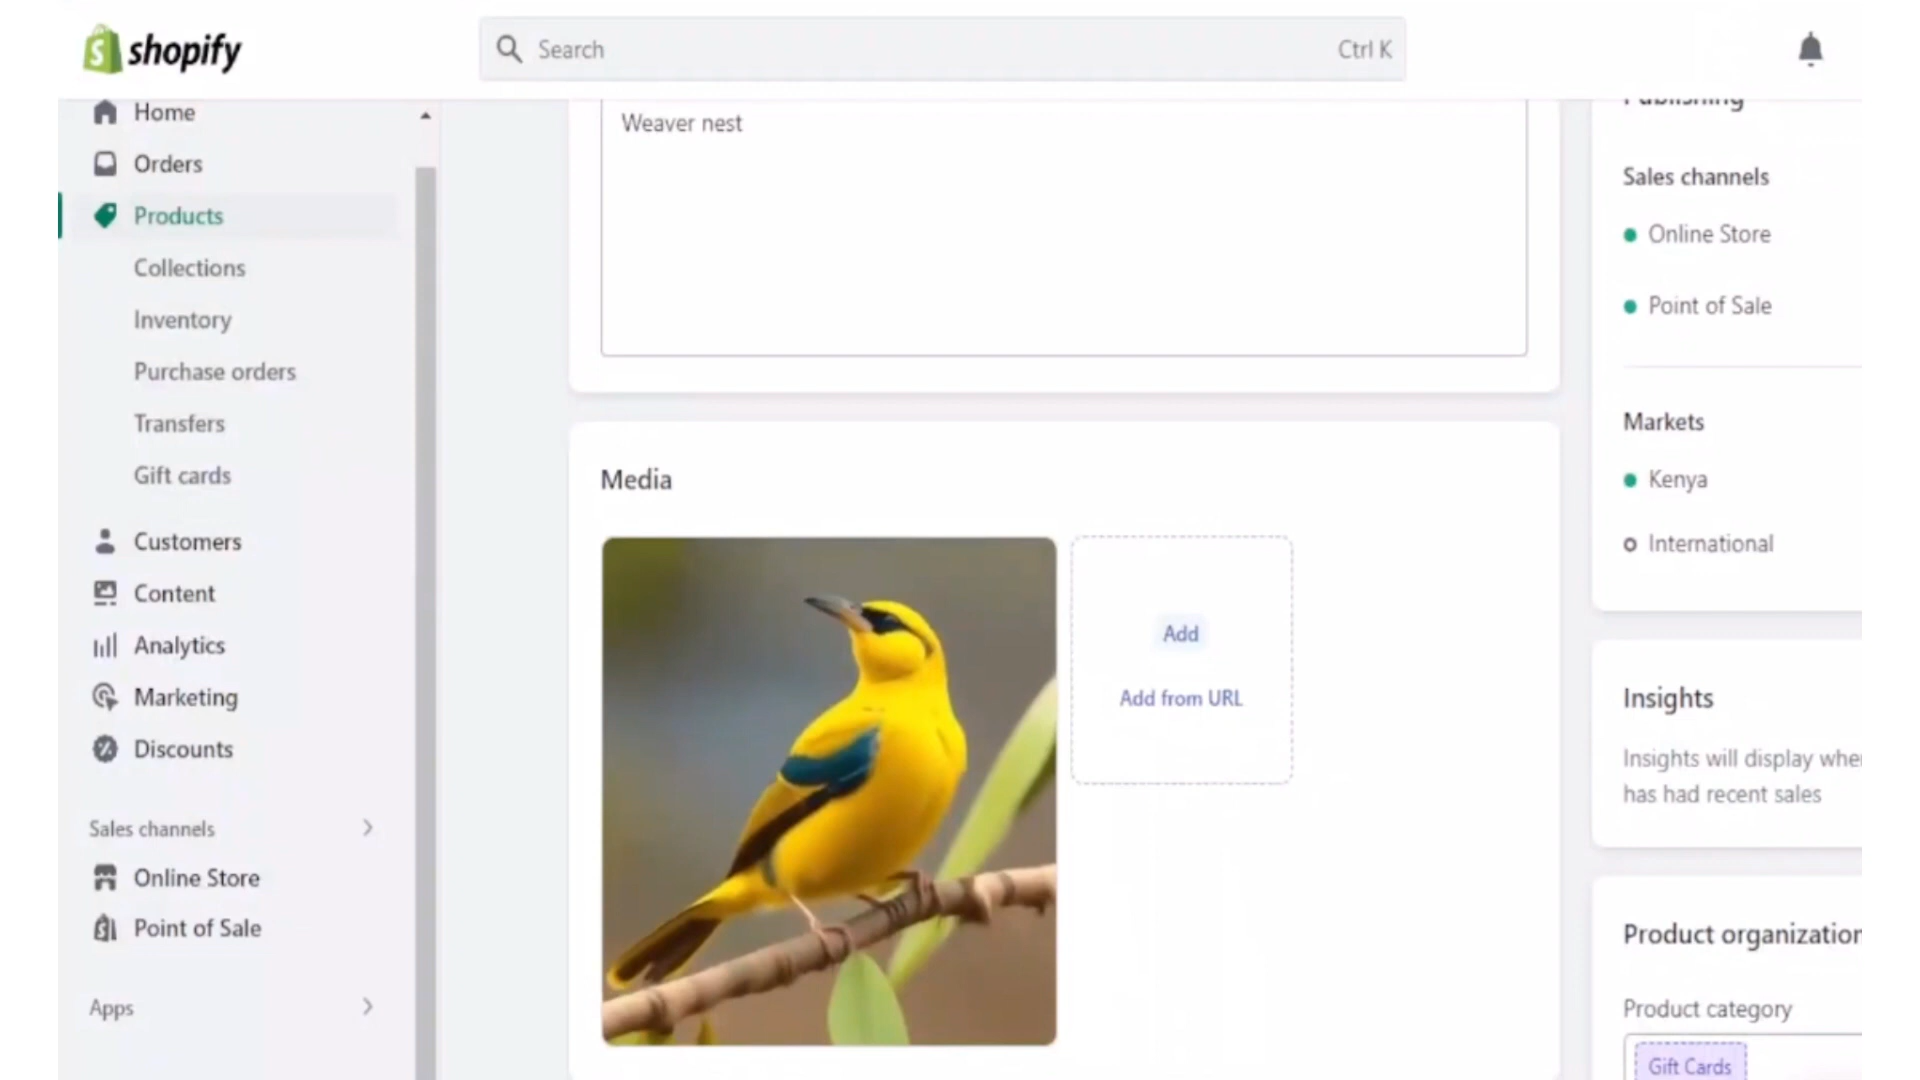 shopify
Search
Ctrl K
Home
Orders
Products
Collections
Inventory
Purchase orders
Transfers
Gift cards
Customers
Content
Analytics
Marketing
Discounts
Sales channels
Online Store
Point of Sale
Apps
Weaver nest
Media
Add
Add from URL
Publishing
Sales channels
Online Store
Point of Sale
Markets
Kenya
International
Insights
Insights will display
has had recent sales
Product organization
Product category
Gift Cards